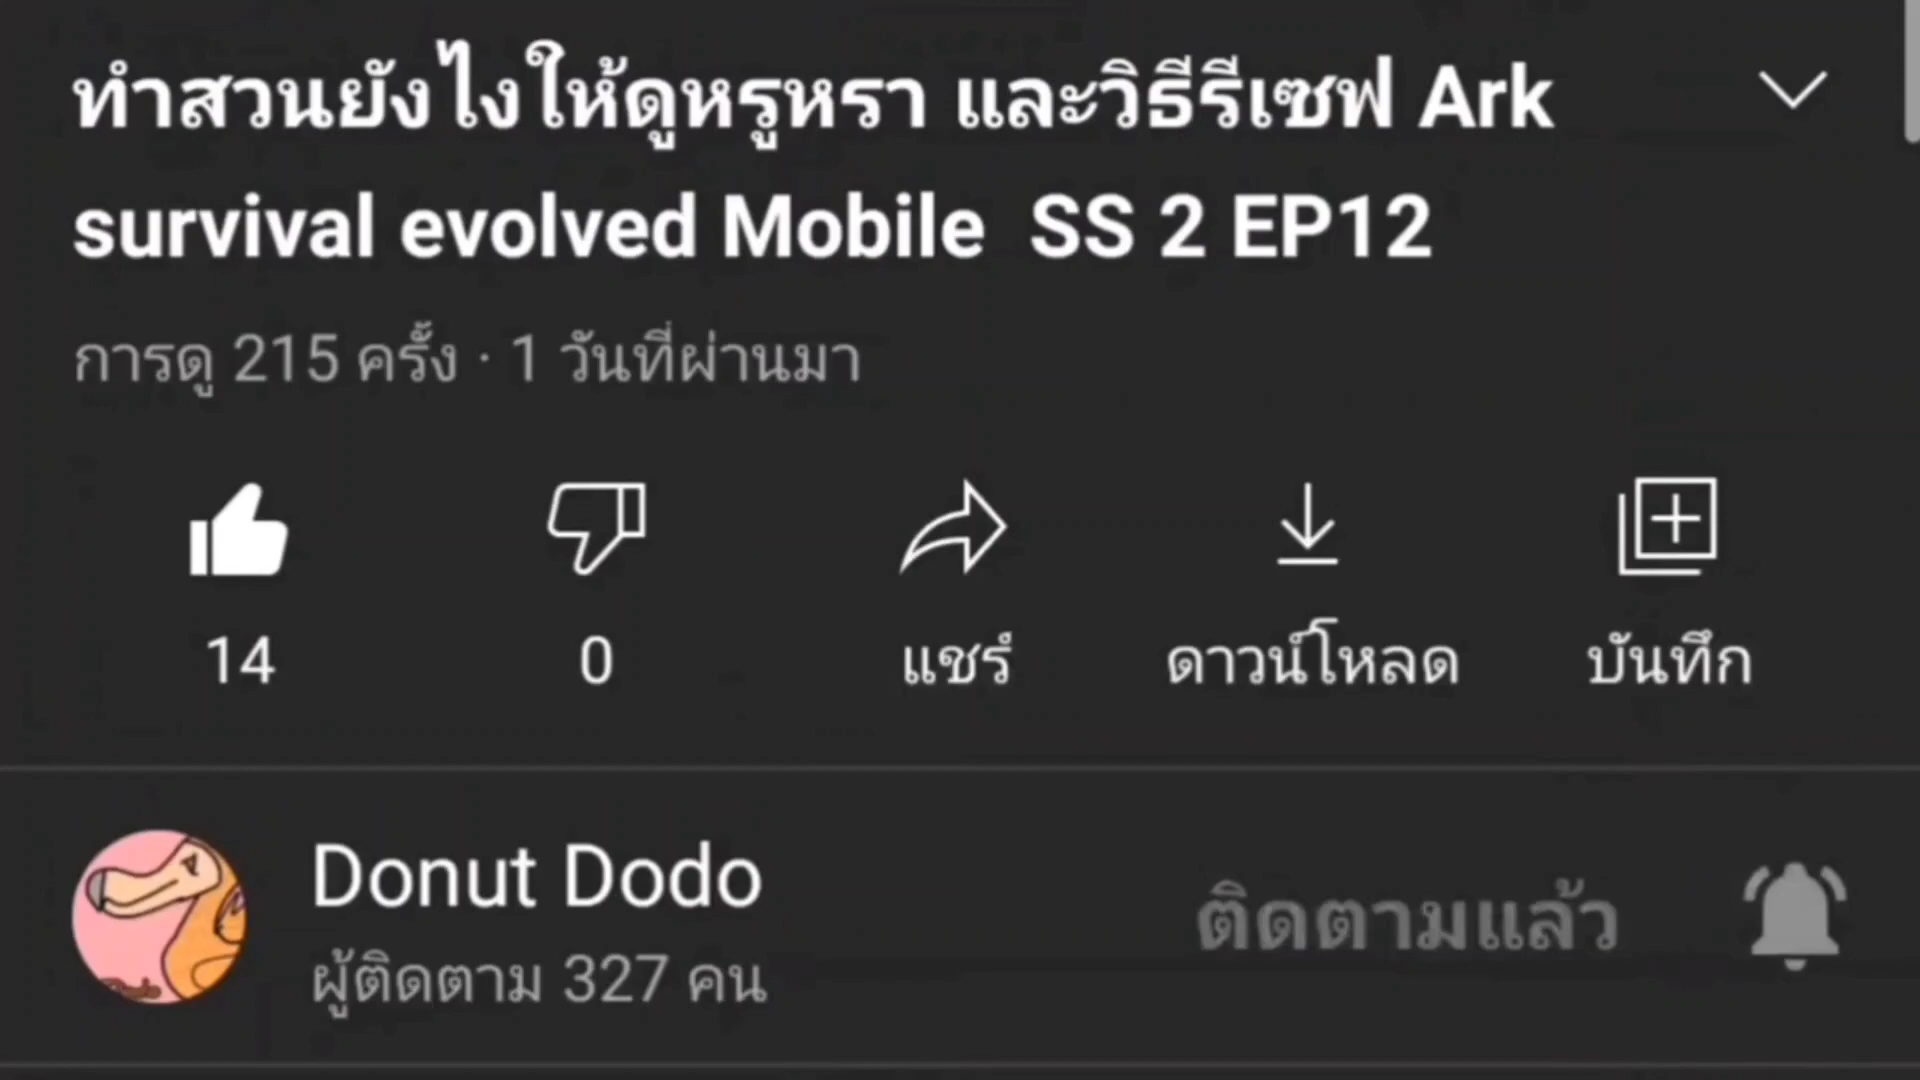 ทำสวนยังไงให้ดูหรูหรา และวิธีรีเซฟ Ark
survival evolved Mobile  SS 2 EP12
การดู 215 ครั้ง · 1 วันที่ผ่านมา
14
0
แชร์
ดาวน์โหลด
บันทึก
Donut Dodo
ติดตามแล้ว
ผู้ติดตาม 327 คน